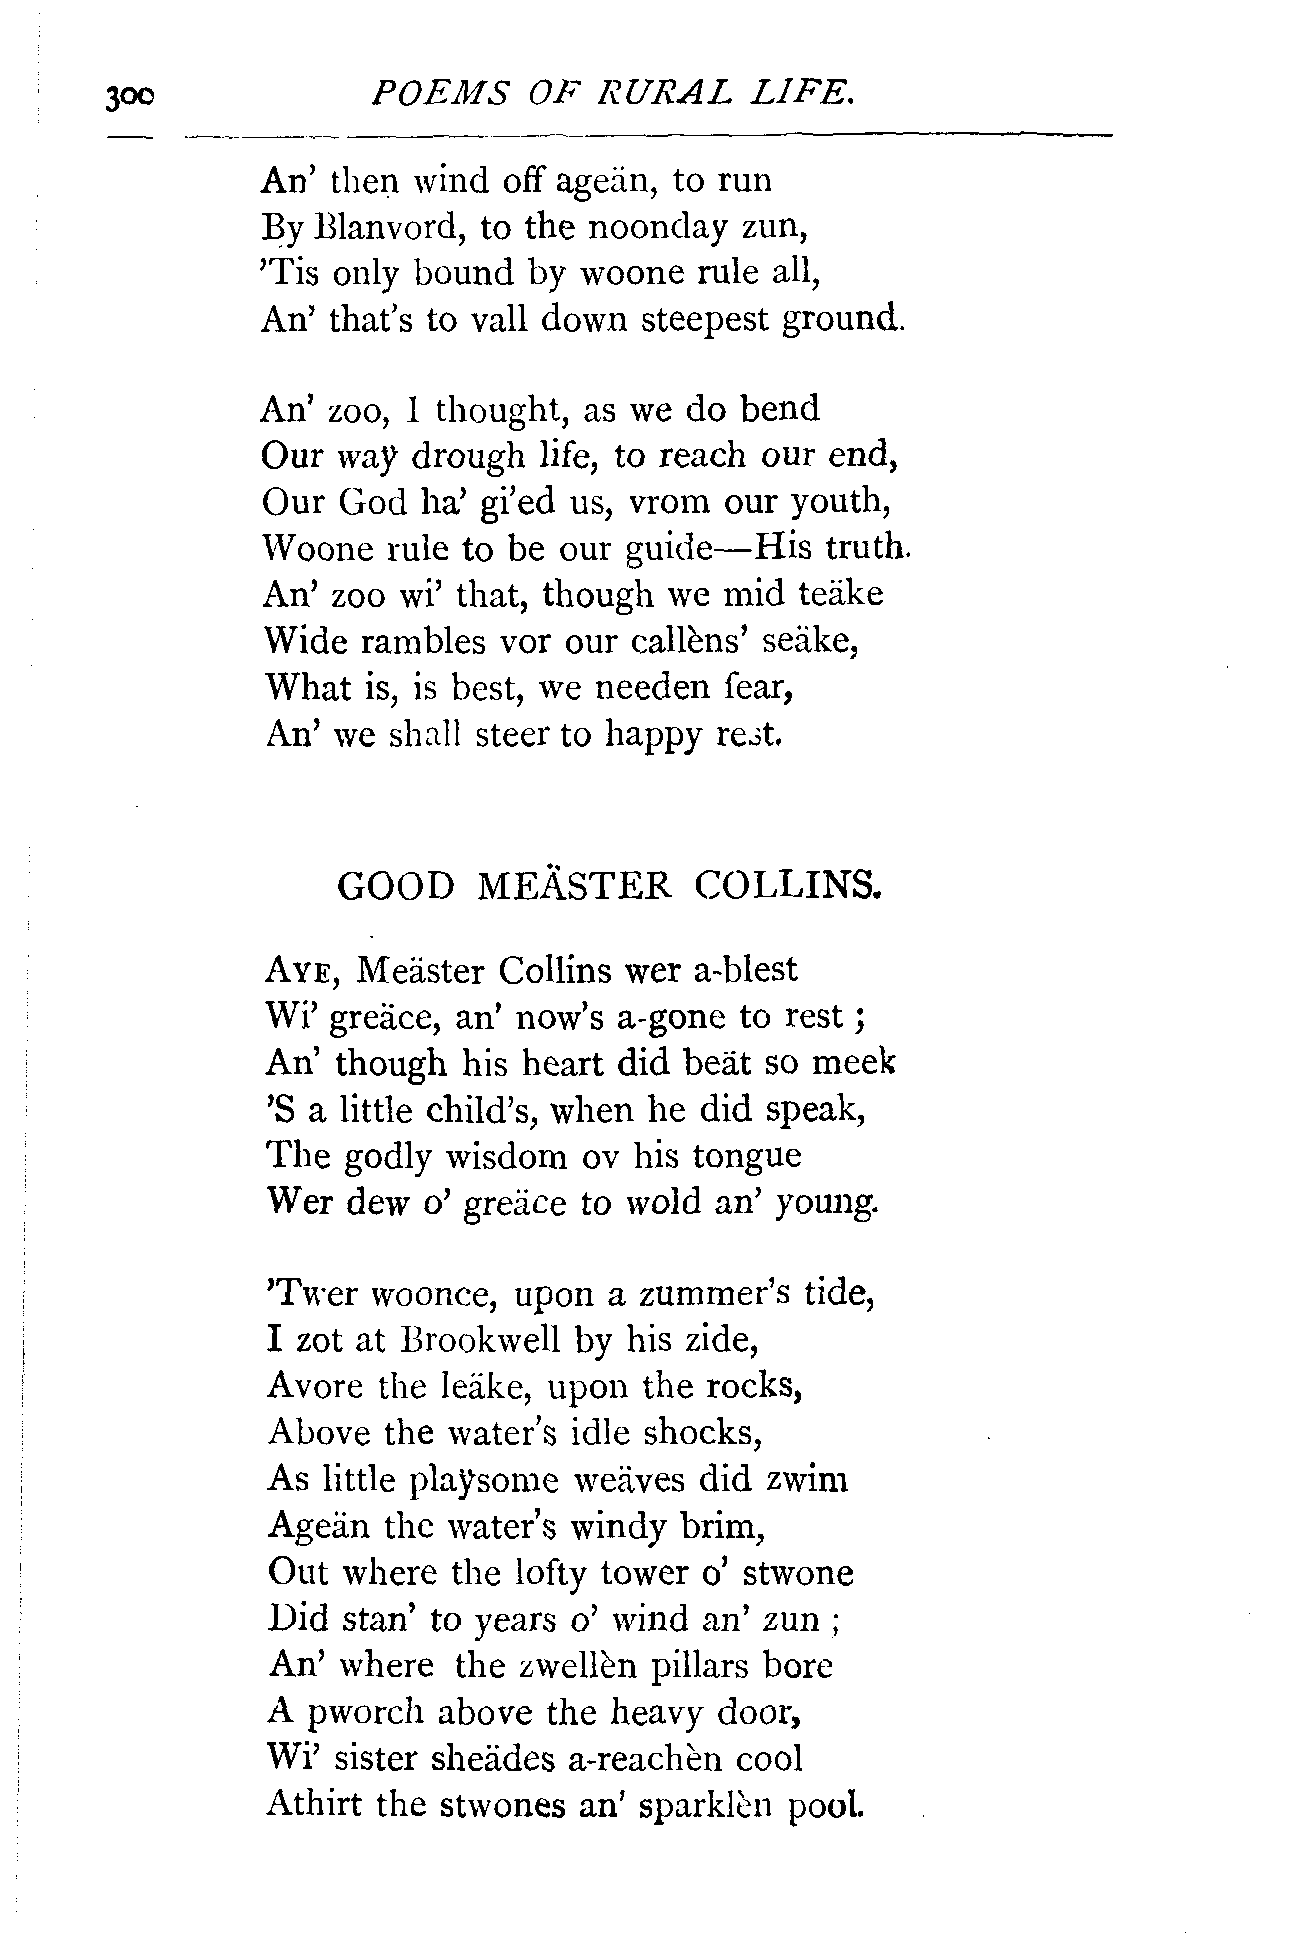 300 POEMS OF RURAL LIFE.
An' then wind off ageän, to run
By Blanvord, to the noonday zun,
'Tis only bound by woone rule all,
An' that's to vall down steepest ground.

An' zoo, I thought, as we do bend
Our waÿ drough life, to reach our end,
Our God ha' gi'ed us, vrom our youth,
Woone rule to be our guide—His truth.
An' zoo wi' that, though we mid teäke
Wide rambles vor our callèns' seäke,
What is, is best, we needen fear,
An' we shall steer to happy rest.

GOOD MEÄSTER COLLINS.

AYE, Meäster Collins wer a-blest
Wi' greäce, an' now's a-gone to rest ;
An' though his heart did beät so meek
'S a little child's, when he did speak,
The godly wisdom ov his tongue
Wer dew o' greäce to wold an' young.

'Twer woonce, upon a zummer's tide,
I zot at Brookwell by his zide,
Avore the leäke, upon the rocks,
Above the water's idle shocks,
As little plaÿsome weäves did zwim
Ageän the water's windy brim,
Out where the lofty tower o' stwone
Did stan' to years o' wind an' zun ;
An' where the zwellèn pillars bore
A pworch above the heavy door,
Wi' sister sheädes a-reachèn cool
Athirt the stwones an' sparklèn pool.